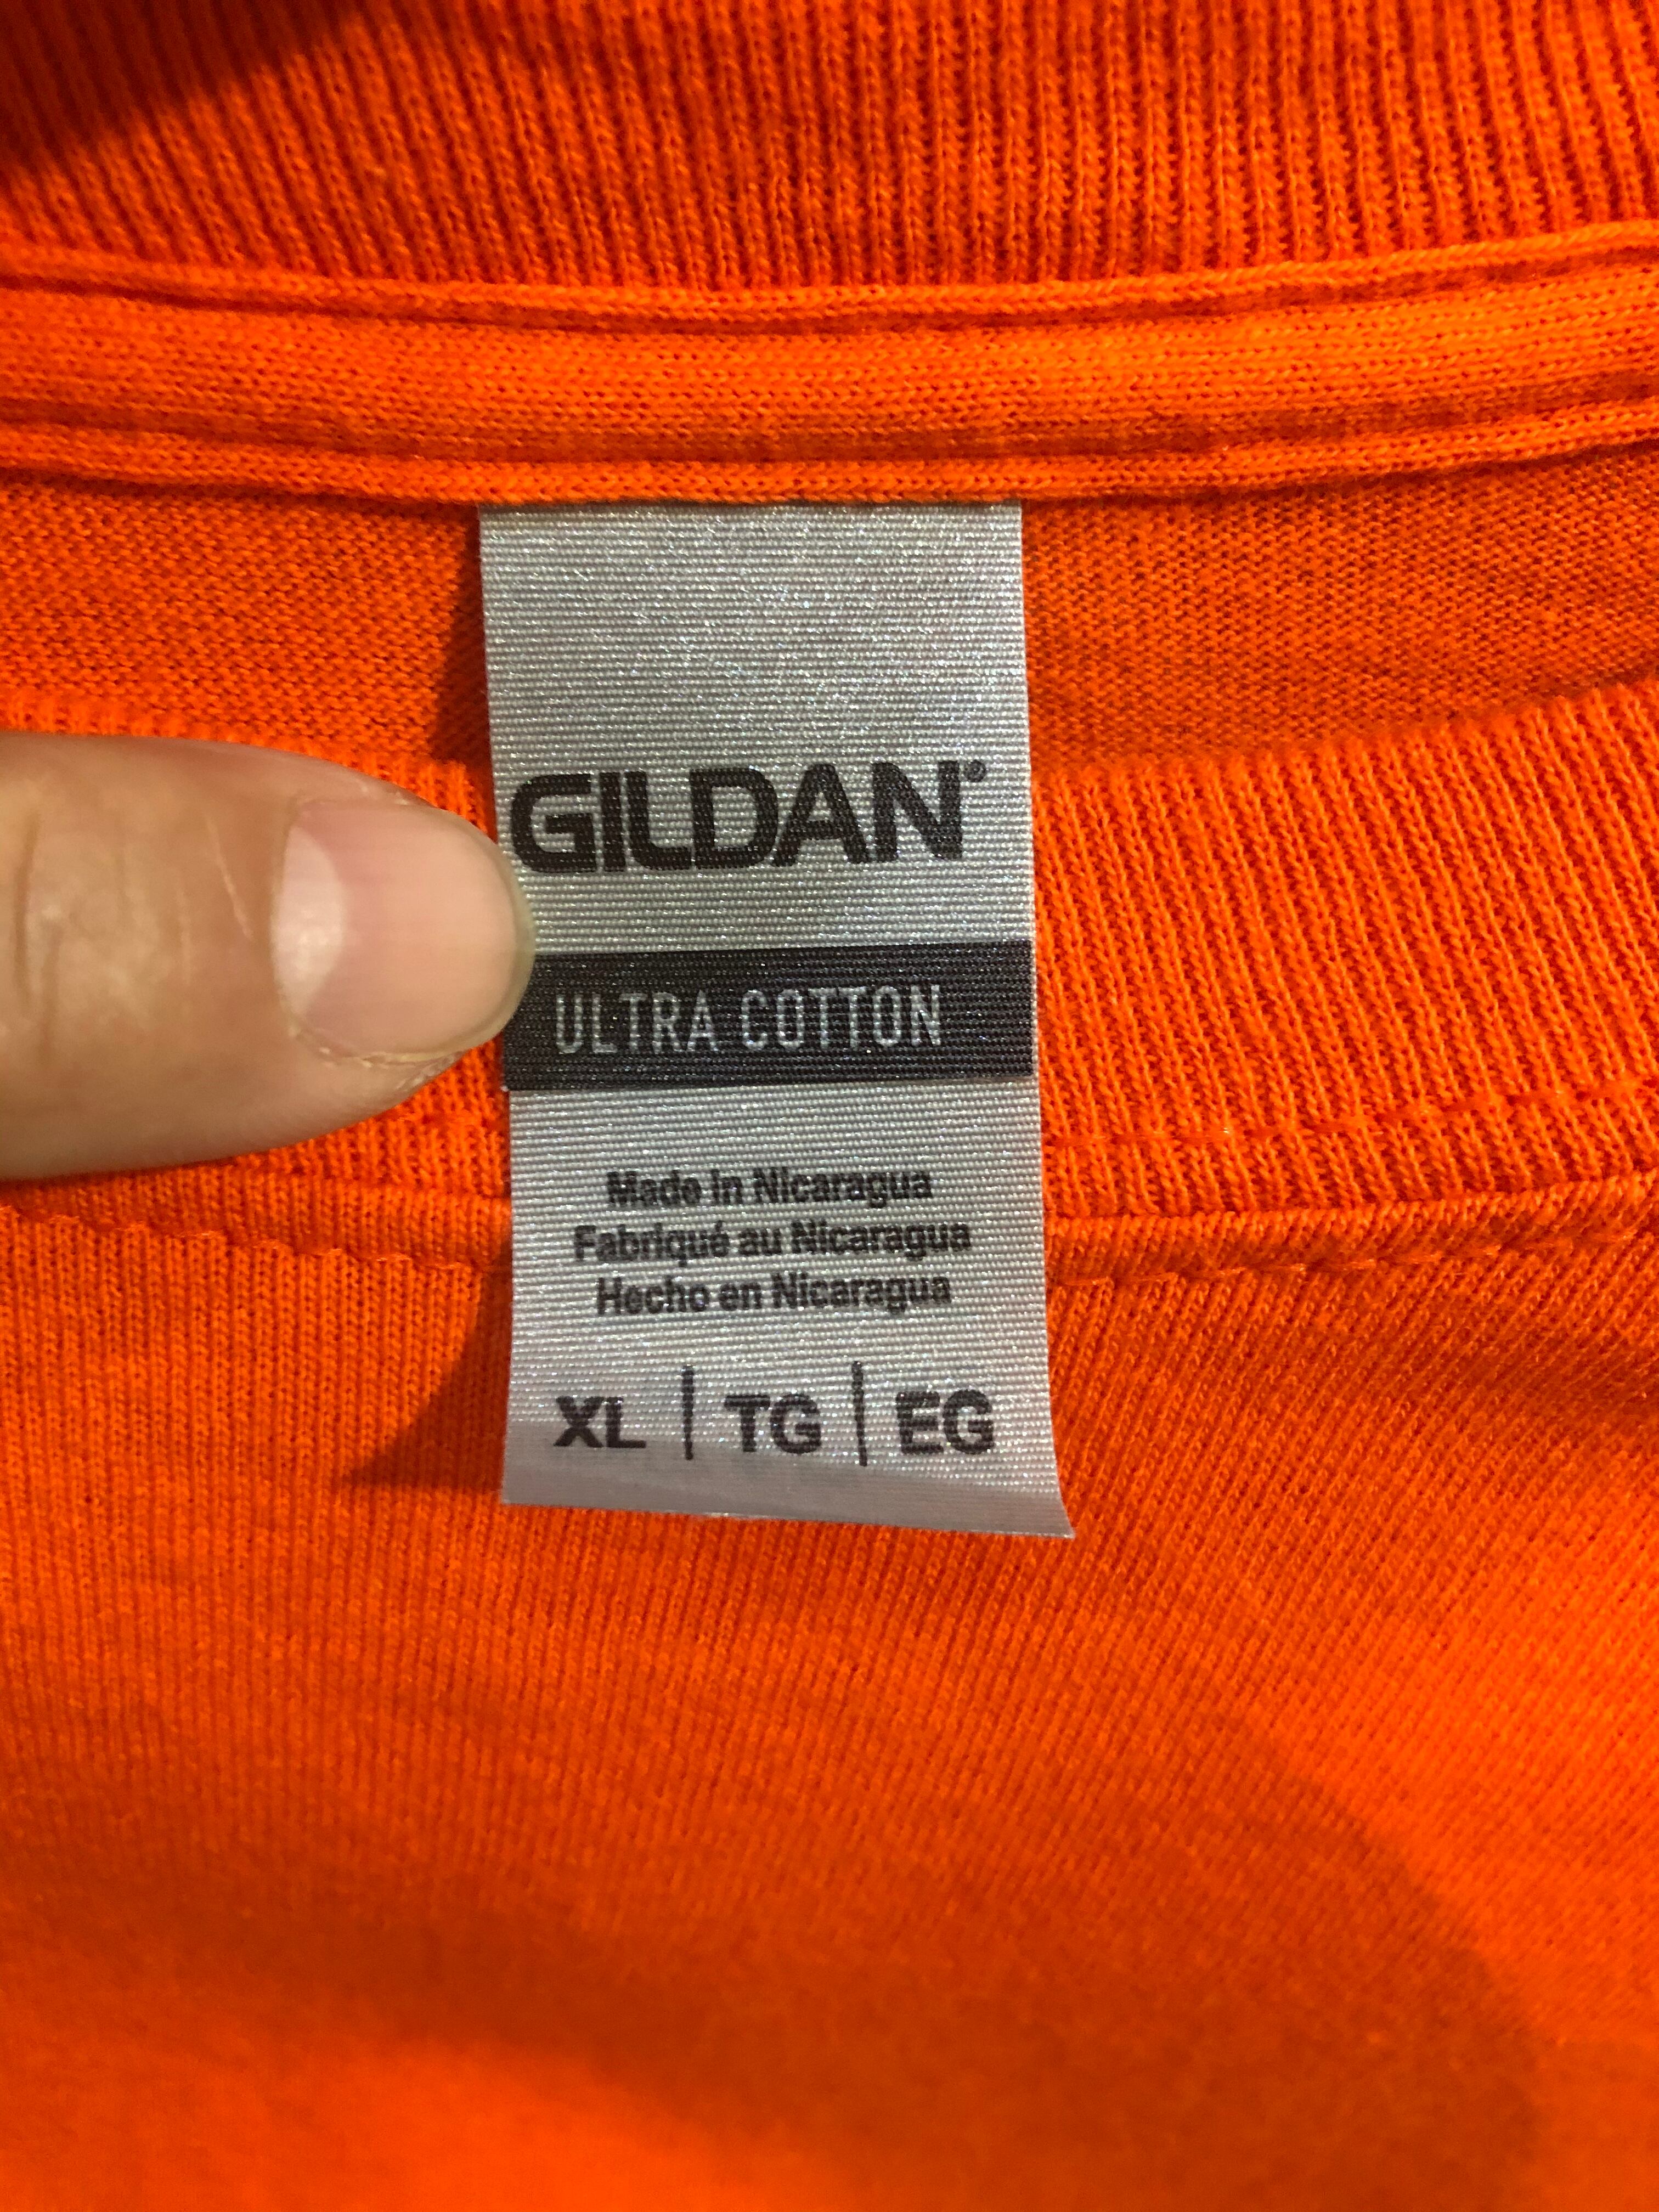 GILDAN®
ULTRA COTTON
Made in Nicaragua
Fabriqué au Nicaragua
Hecho en Nicaragua
XL | TG | EG